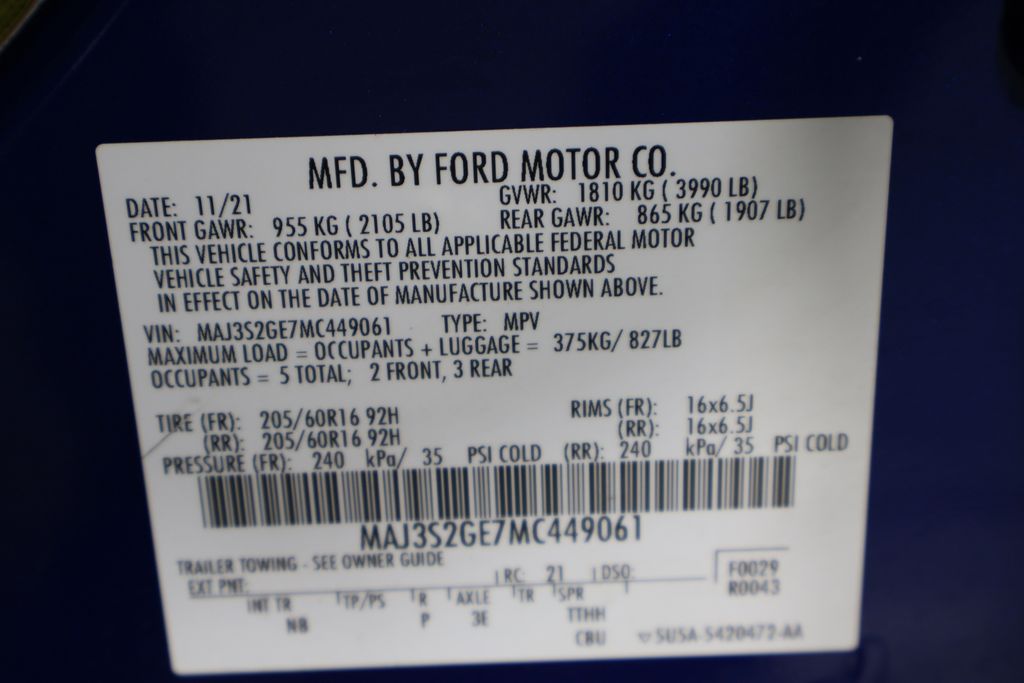 MFD. BY FORD MOTOR CO.
DATE: 11/21 GVWR: 1810 KG ( 3990 LB)
FRONT GAWR: 955 KG ( 2105 LB) REAR GAWR: 865 KG ( 1907 LB)
THIS VEHICLE CONFORMS TO ALL APPLICABLE FEDERAL MOTOR
VEHICLE SAFETY AND THEFT PREVENTION STANDARDS
IN EFFECT ON THE DATE OF MANUFACTURE SHOWN ABOVE.
VIN: MAJ3S2GE7MC449061 TYPE: MPV
MAXIMUM LOAD = OCCUPANTS + LUGGAGE = 375KG/ 827LB
OCCUPANTS = 5 TOTAL; 2 FRONT, 3 REAR
TIRE (FR): 205/60R16 92H RIMS (FR): 16x6.5J
(RR): 205/60R16 92H (RR): 16x6.5J
PRESSURE (FR): 240 kPa/ 35 PSI COLD (RR): 240 kPa/ 35 PSI COLD
MAJ3S2GE7MC449061
TRAILER TOWING - SEE OWNER GUIDE
EXT PNT: RC: 21 DSO: F0029
R0043
INT TR TP/PS R AXLE TR SPR
NB P 3E TTHH
CBU 5U5A-5420472-AA